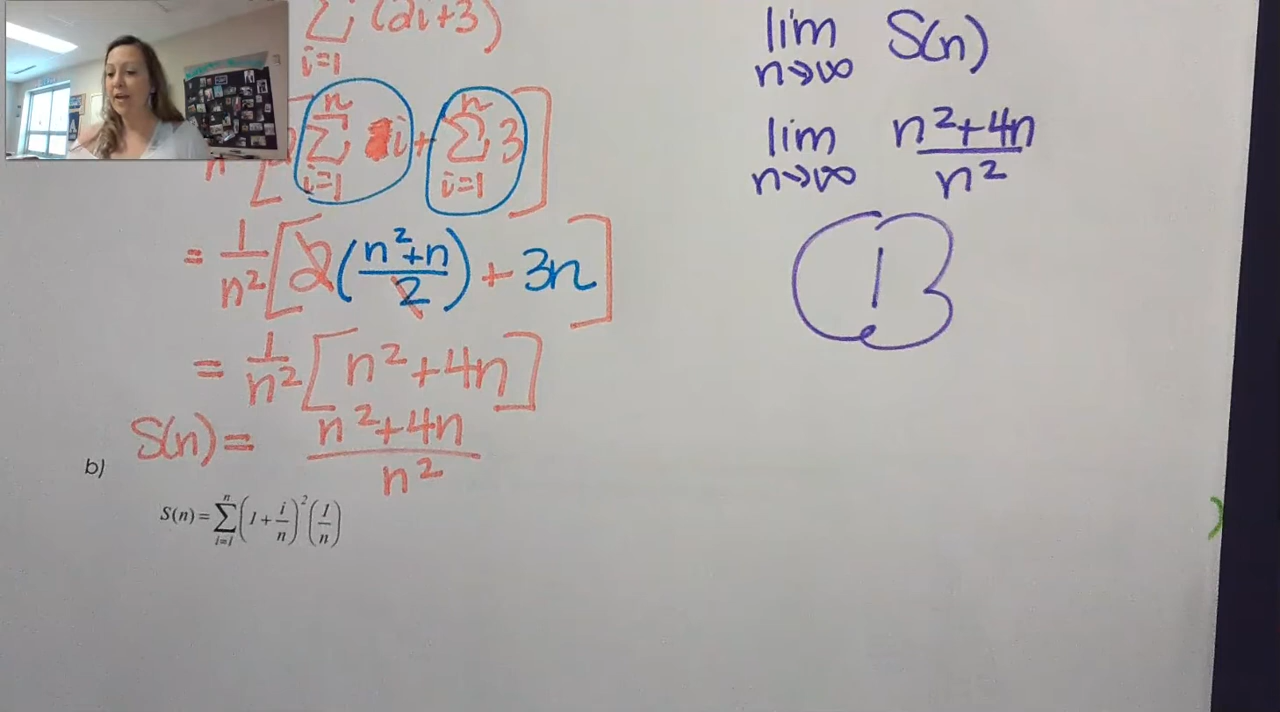 ∑ (2i+3)
i=1
n [ ∑ i + ∑ 3 ]
i=1 i=1
= 1/n² [ 2 ( (n²+n)/2 ) + 3n ]
= 1/n² [ n²+4n ]
S(n) = (n²+4n)/n²
b)
S(n) = ∑_{i=1}^{n} (1 + i/n)² (1/n)
lim n→∞ S(n)
lim n→∞ (n²+4n)/n²
1